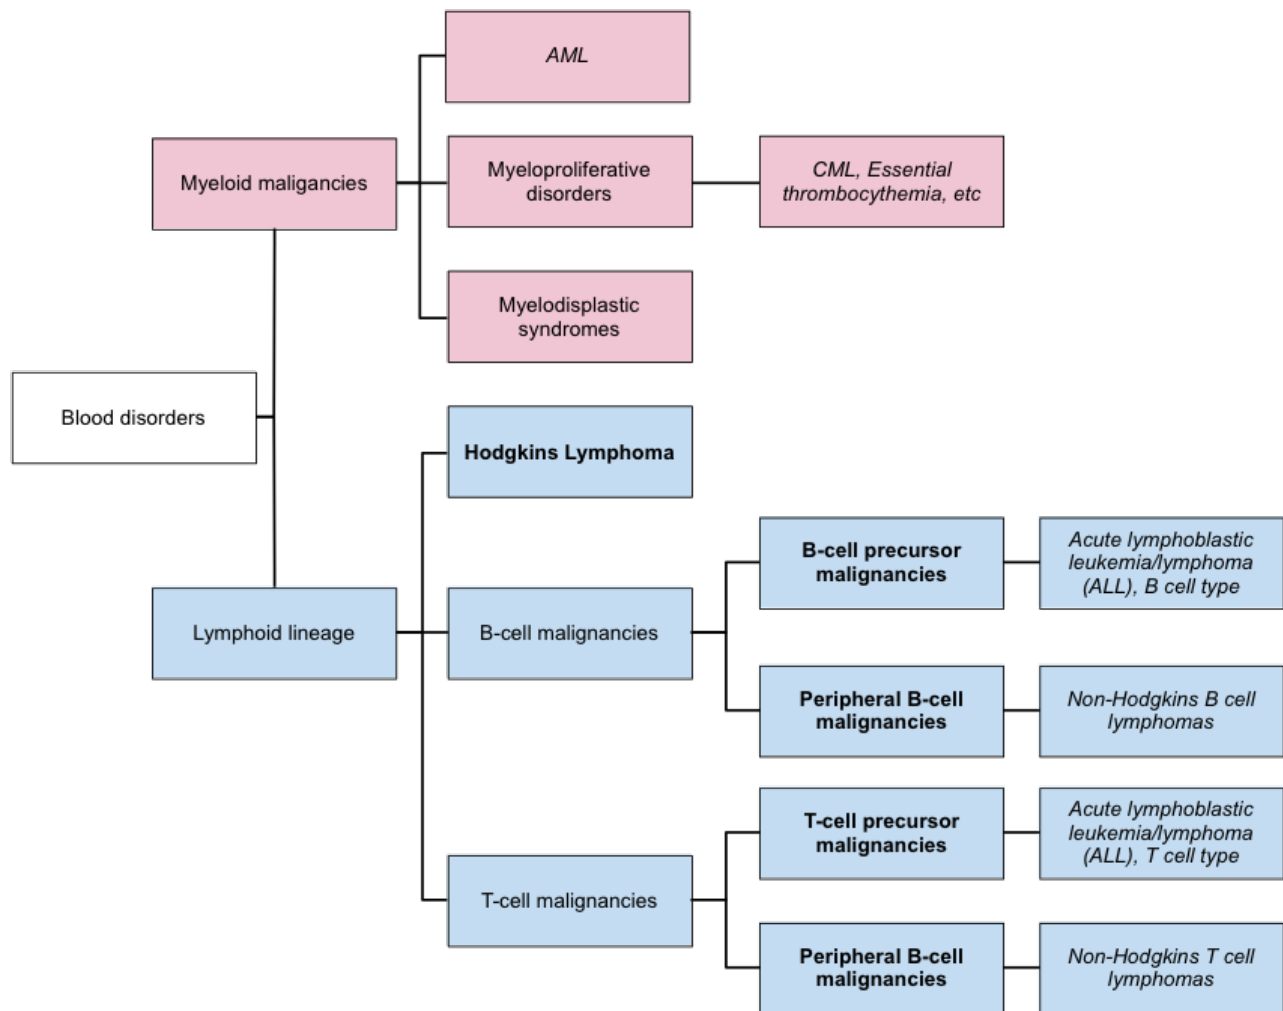 AML
Myeloid maligancies
Myeloproliferative
disorders
CML, Essential
thrombocythemia, etc
Myelodisplastic
syndromes
Blood disorders
Hodgkins Lymphoma
Lymphoid lineage
B-cell malignancies
B-cell precursor
malignancies
Acute lymphoblastic
leukemia/lymphoma
(ALL), B cell type
Peripheral B-cell
malignancies
Non-Hodgkins B cell
lymphomas
T-cell malignancies
T-cell precursor
malignancies
Acute lymphoblastic
leukemia/lymphoma
(ALL), T cell type
Peripheral B-cell
malignancies
Non-Hodgkins T cell
lymphomas